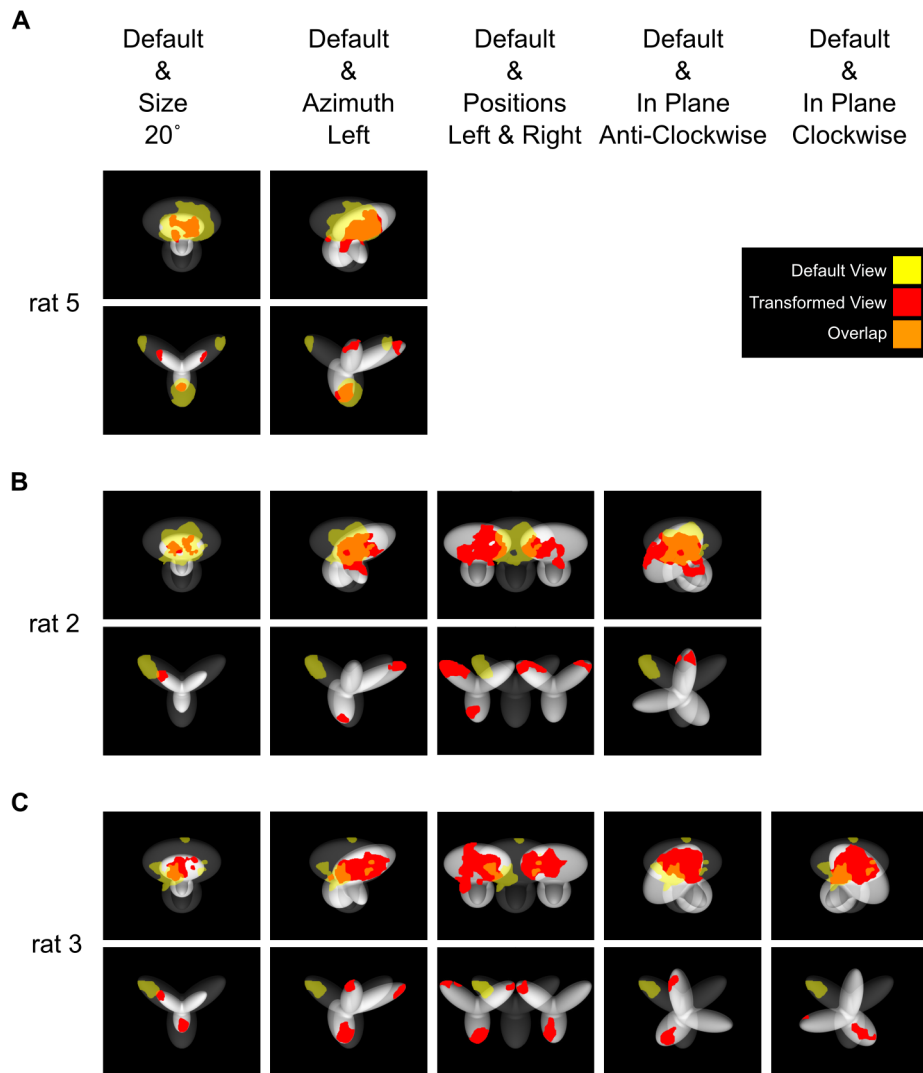 A
Default
&
Size
20˚
Default
&
Azimuth
Left
Default
&
Positions
Left & Right
Default
&
In Plane
Anti-Clockwise
Default
&
In Plane
Clockwise
rat 5
Default View
Transformed View
Overlap
B
rat 2
C
rat 3